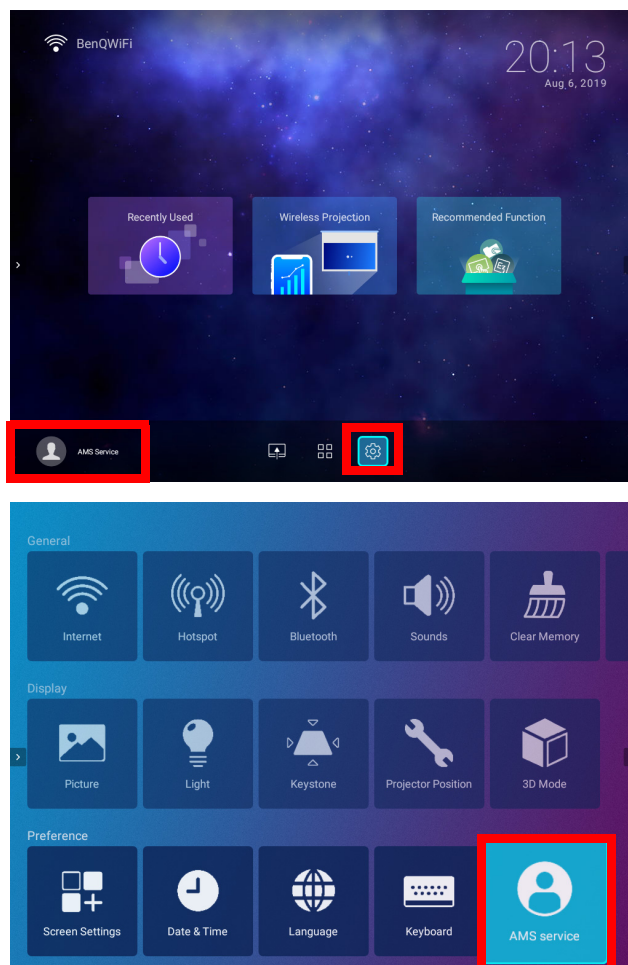 BenQWiFi
20:13
Aug 6, 2019
Recently Used
Wireless Projection
Recommended Function
AMS Service
General
Internet
Hotspot
Bluetooth
Sounds
Clear Memory
Display
Picture
Light
Keystone
Projector Position
3D Mode
Preference
Screen Settings
Date & Time
Language
Keyboard
AMS service